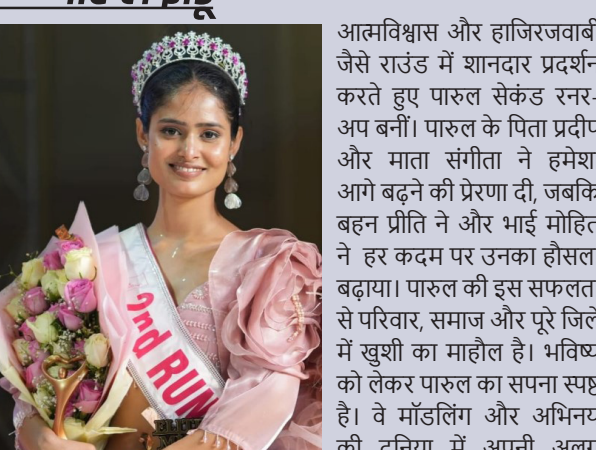 आत्मविश्वास और हाजिरजवाबी
जैसे राउंड में शानदार प्रदर्शन
करते हुए पारुल सेकंड रनर-
अप बनीं। पारुल के पिता प्रदीप
और माता संगीता ने हमेशा
आगे बढ़ने की प्रेरणा दी, जबकि
बहन प्रीति ने और भाई मोहित
ने हर कदम पर उनका हौसला
बढ़ाया। पारुल की इस सफलता
से परिवार, समाज और पूरे जिले
में खुशी का माहौल है। भविष्य
को लेकर पारुल का सपना स्पष्ट
है। वे मॉडलिंग और अभिनय
की दुनिया में अपनी अलग
2nd RUN